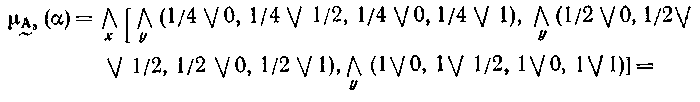 μ_A̰₃ (α) = ⋀_x [ ⋀_y (1/4 ⋁ 0, 1/4 ⋁ 1/2, 1/4 ⋁ 0, 1/4 ⋁ 1), ⋀_y (1/2 ⋁ 0, 1/2 ⋁
⋁ 1/2, 1/2 ⋁ 0, 1/2 ⋁ 1), ⋀_y (1 ⋁ 0, 1 ⋁ 1/2, 1 ⋁ 0, 1 ⋁ 1)] =